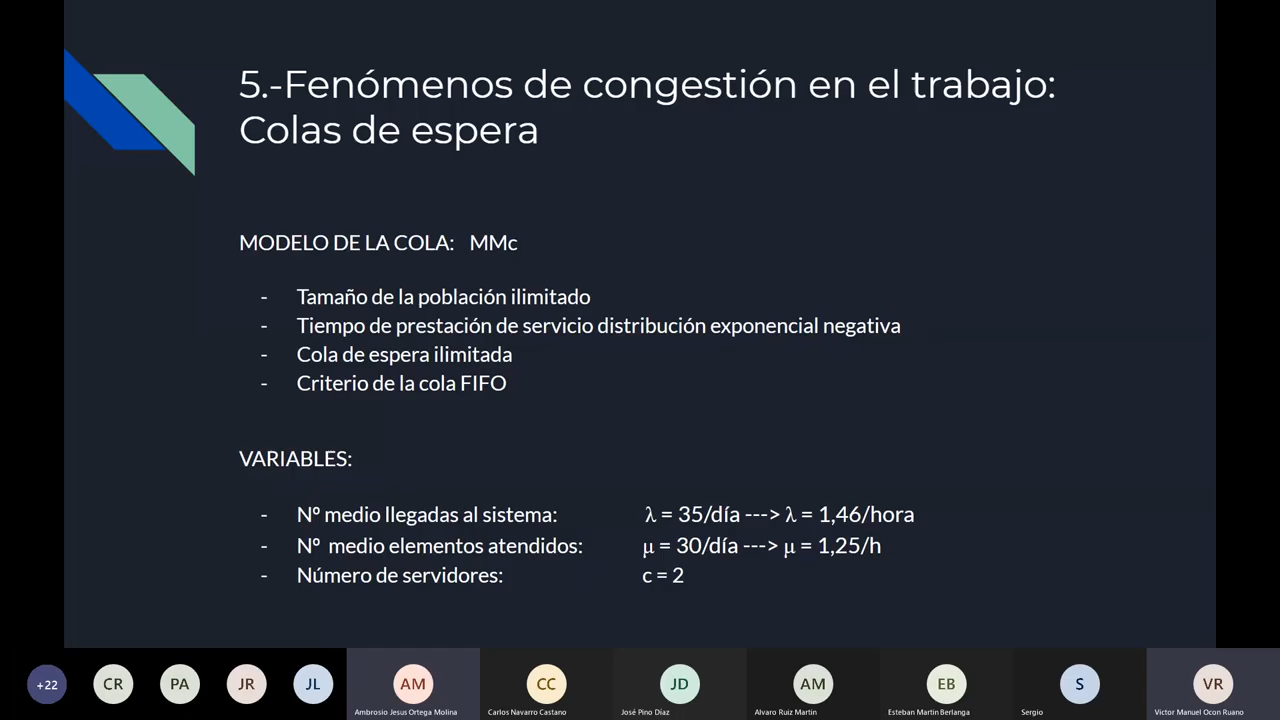 5.-Fenómenos de congestión en el trabajo:
Colas de espera
MODELO DE LA COLA: MMc
- Tamaño de la población ilimitado
- Tiempo de prestación de servicio distribución exponencial negativa
- Cola de espera ilimitada
- Criterio de la cola FIFO
VARIABLES:
- Nº medio llegadas al sistema: λ = 35/día ---> λ = 1,46/hora
- Nº medio elementos atendidos: μ = 30/día ---> μ = 1,25/h
- Número de servidores: c = 2
+22 CR PA JR JL AM CC JD AM EB S VR
Ambrosio Jesus Ortega Molina Carlos Navarro Castano José Pino Díaz Alvaro Ruiz Martin Esteban Martin Berlanga Sergio Victor Manuel Ocon Ruano